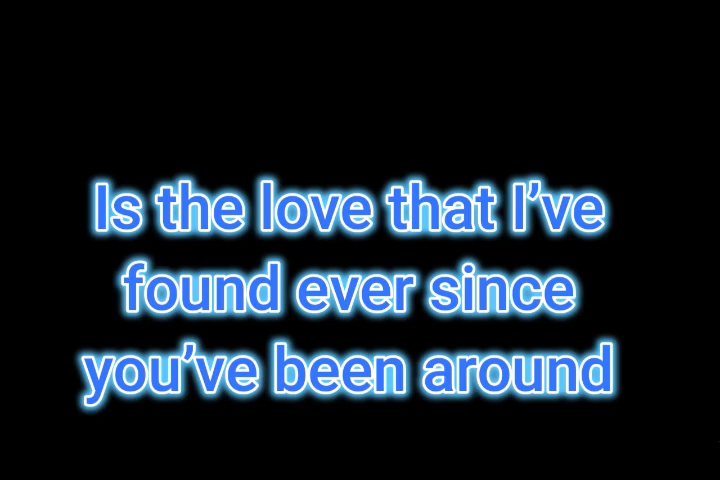 Is the love that I’ve
found ever since
you’ve been around